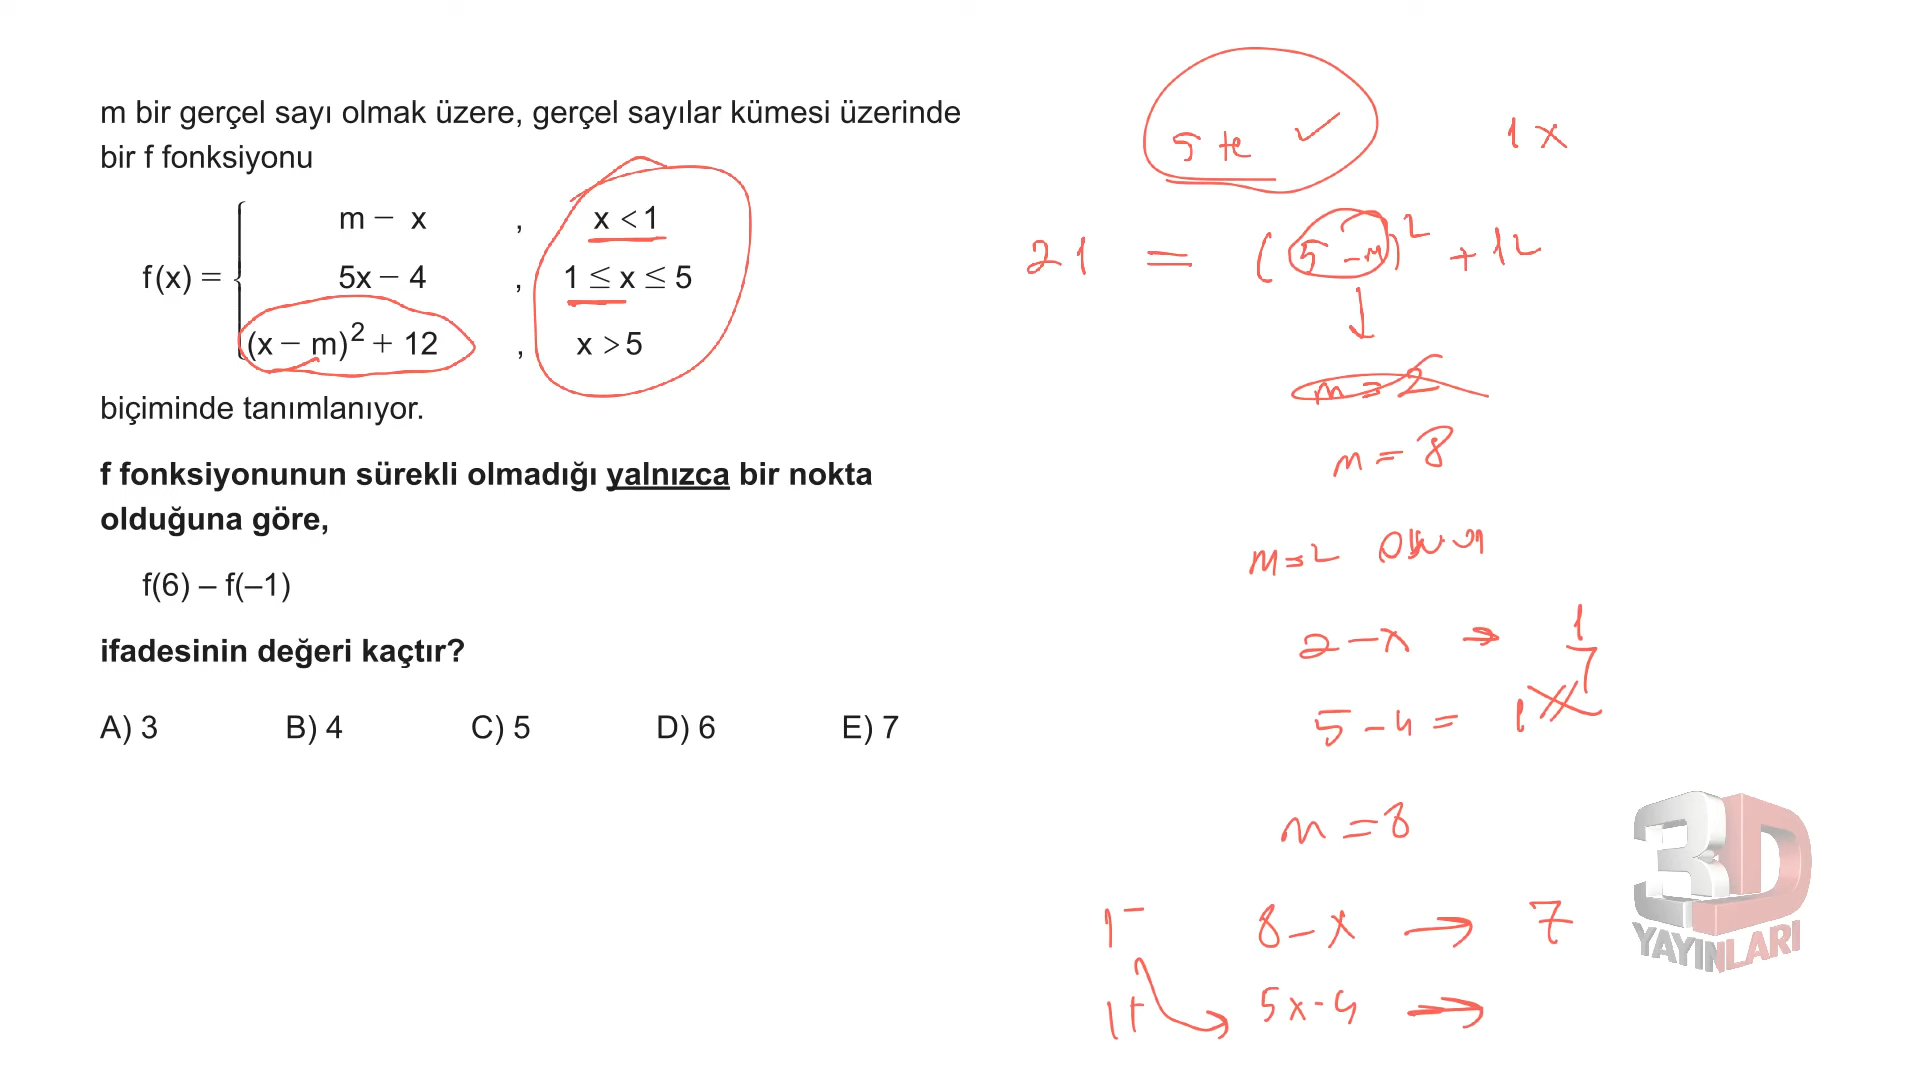 m bir gerçel sayı olmak üzere, gerçel sayılar kümesi üzerinde
bir f fonksiyonu
m − x , x < 1
f(x) = 5x − 4 , 1 ≤ x ≤ 5
(x − m)² + 12 , x > 5
biçiminde tanımlanıyor.
f fonksiyonunun sürekli olmadığı yalnızca bir nokta
olduğuna göre,
f(6) – f(–1)
ifadesinin değeri kaçtır?
A) 3 B) 4 C) 5 D) 6 E) 7
5 te ✓ 1 x
21 = (5 − m)² + 12
↓
m = 2
m = 8
m = 2 olsun
2 − x → 1
7
5 − 4 = 1
m = 8
1⁻ 8 − x → 7
1⁺ → 5x - 4 →
3D
YAYINLARI